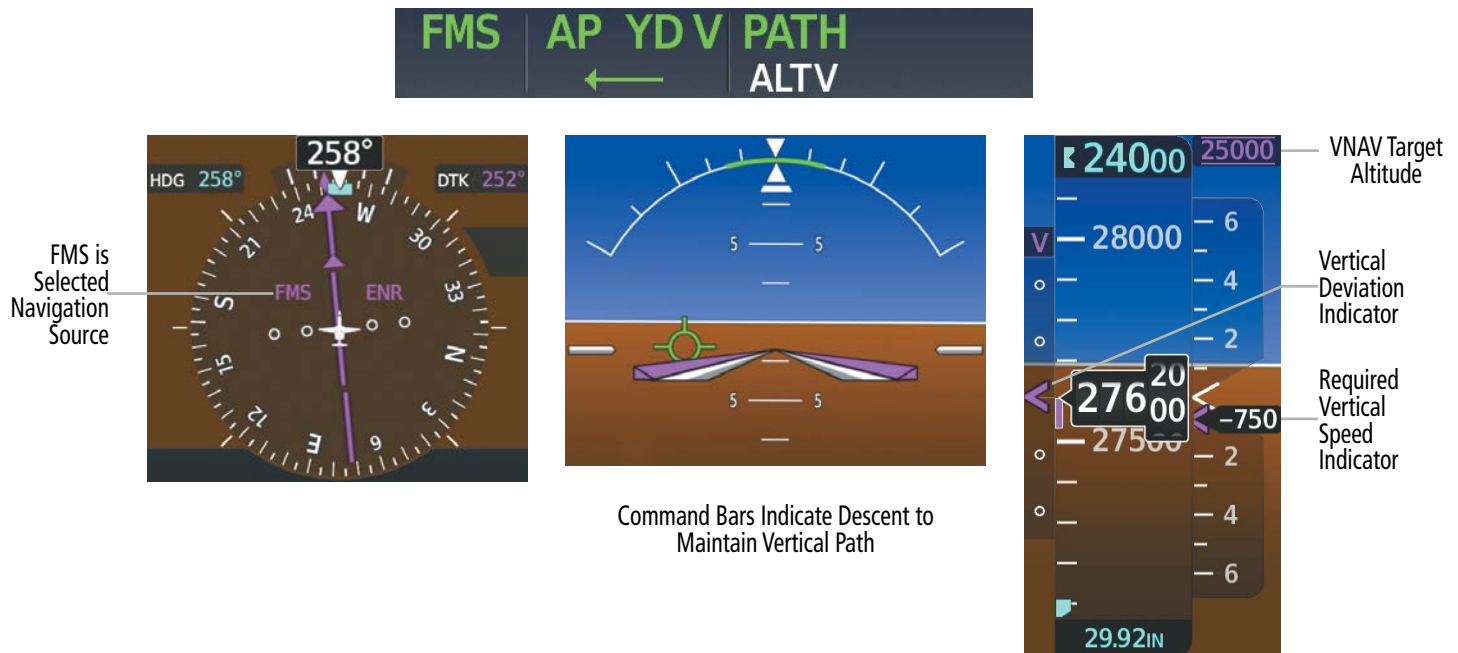 FMS AP YD V PATH
← ALTV
258°
HDG 258°
DTK 252°
24 W 30 33 N 3 6 E 12 15 S 21
FMS ENR
FMS is
Selected
Navigation
Source
5 5
5 5
Command Bars Indicate Descent to
Maintain Vertical Path
24000
25000
V
28000
27620
00
27500
6
4
2
-750
2
4
6
29.92IN
VNAV Target
Altitude
Vertical
Deviation
Indicator
Required
Vertical
Speed
Indicator